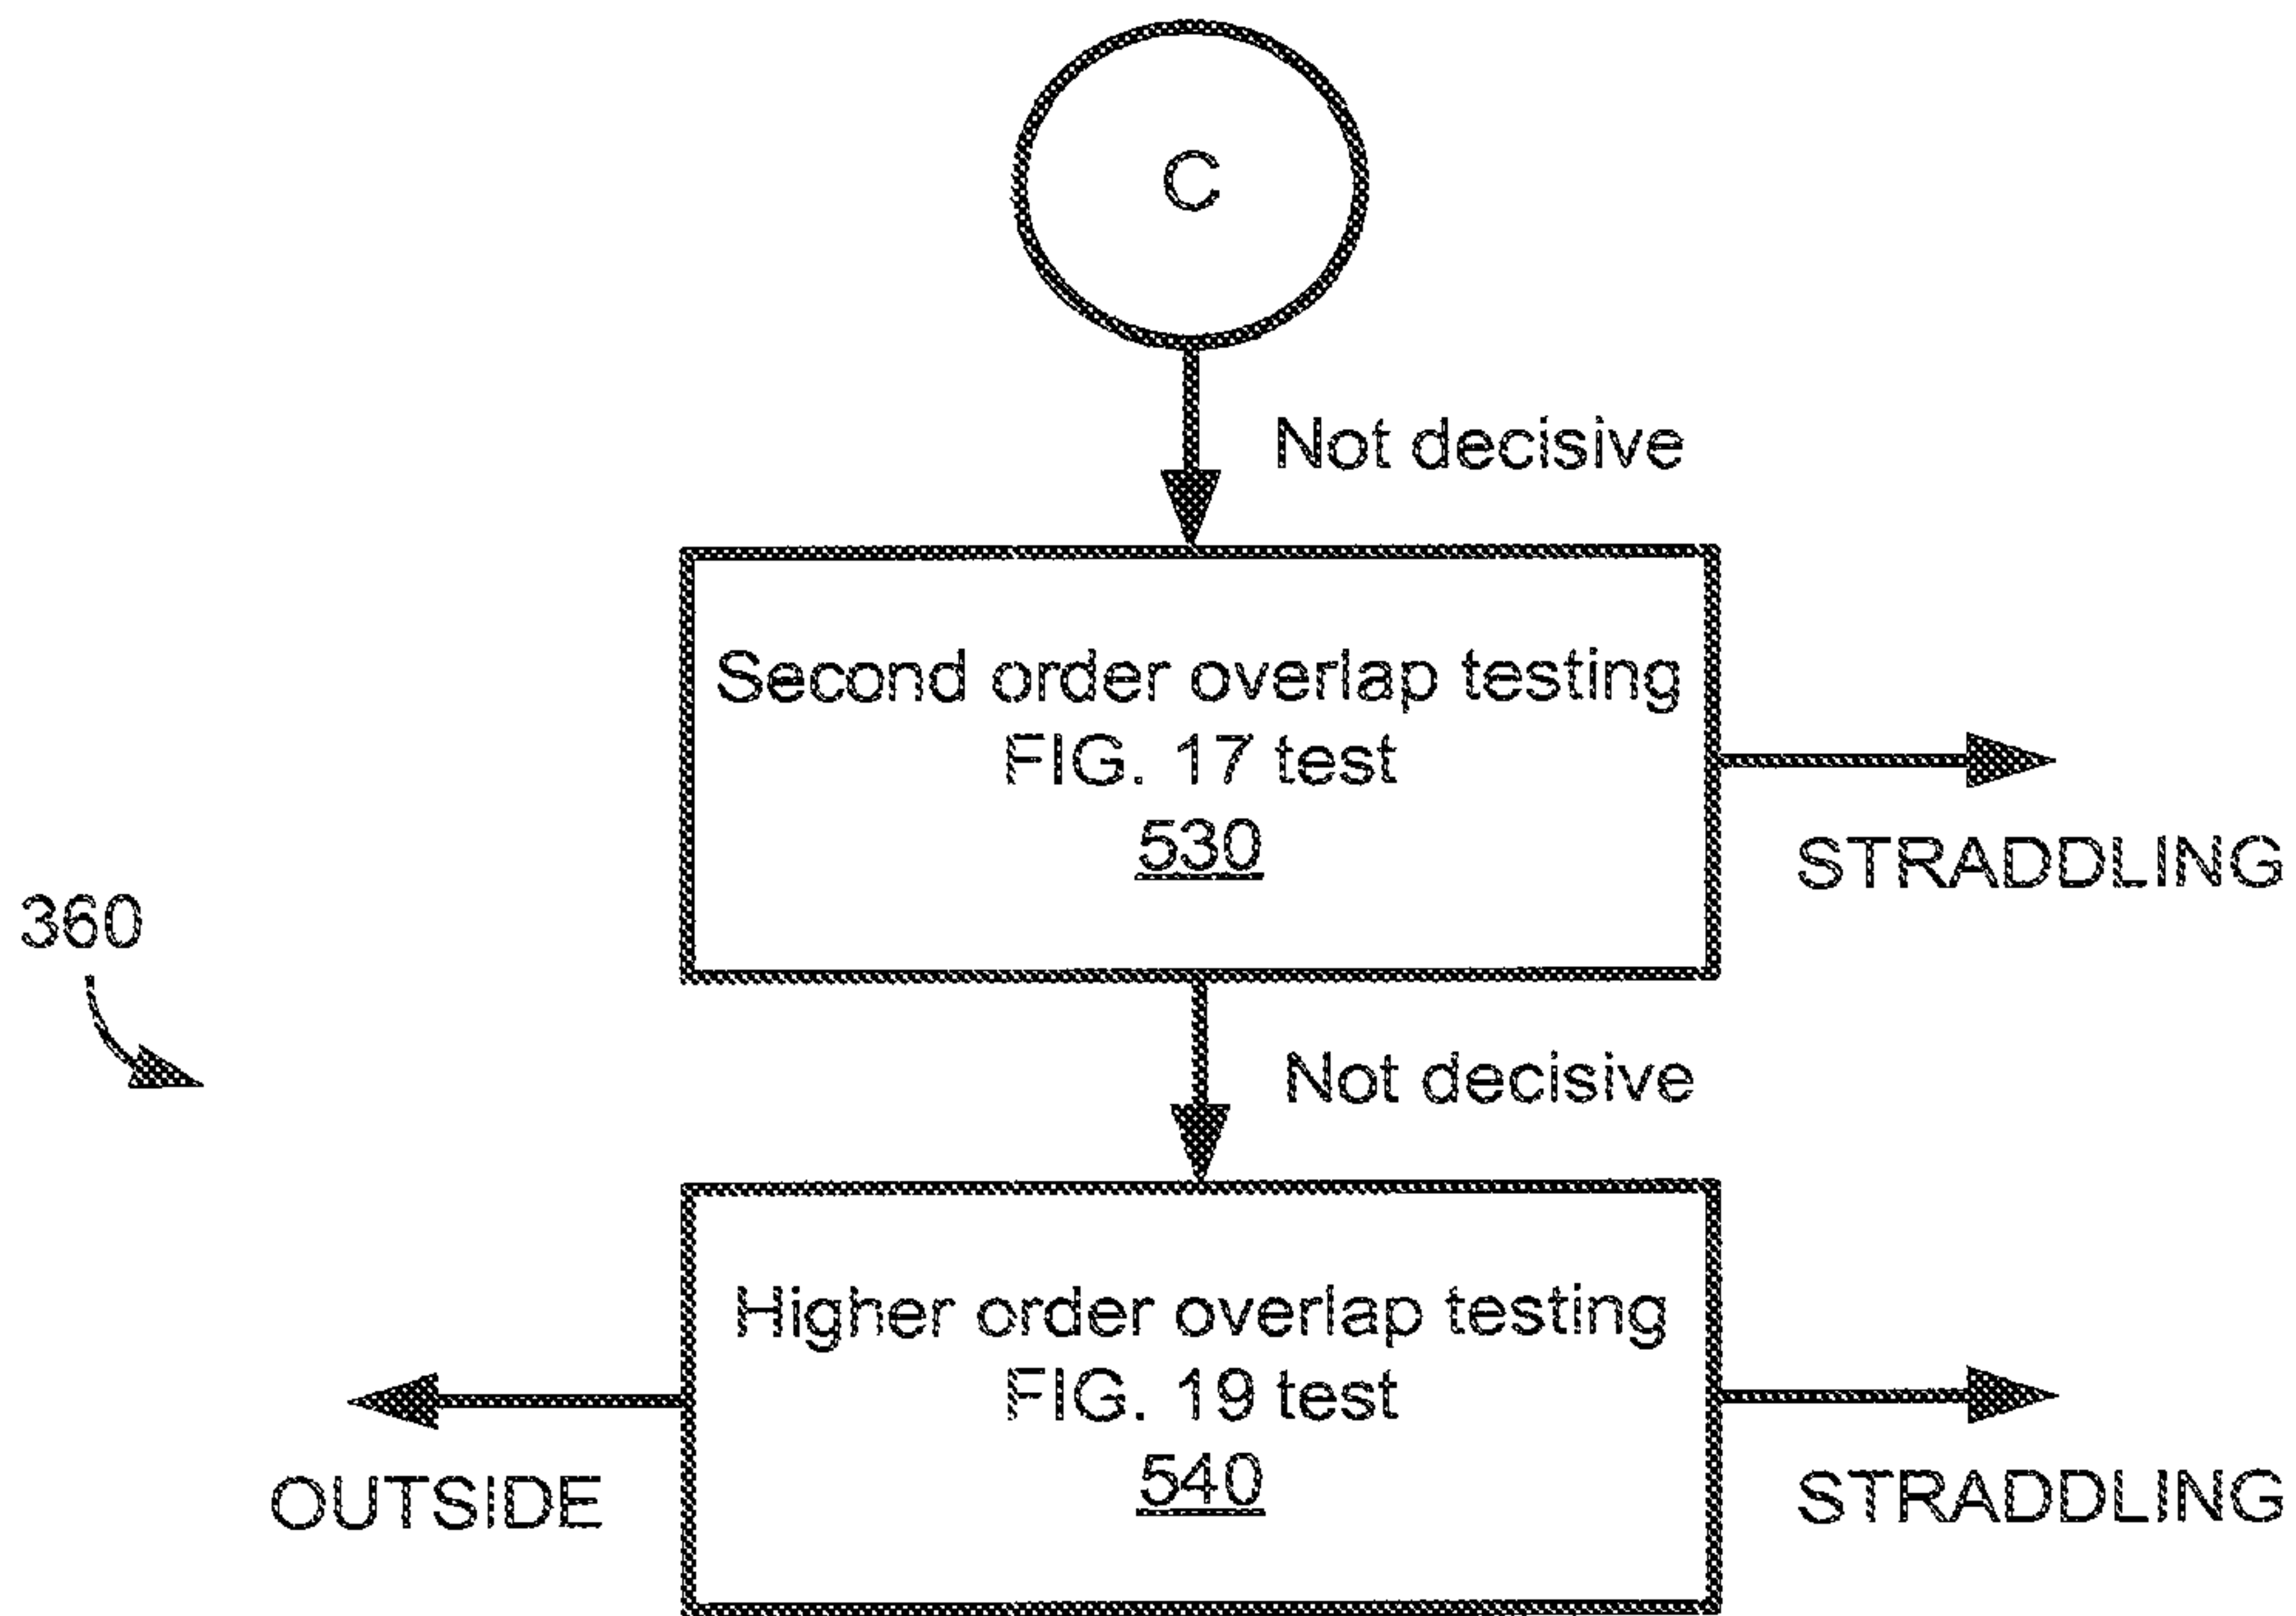 C
Not decisive
Second order overlap testing
FIG. 17 test
530
STRADDLING
360
Not decisive
Higher order overlap testing
FIG. 19 test
540
OUTSIDE
STRADDLING